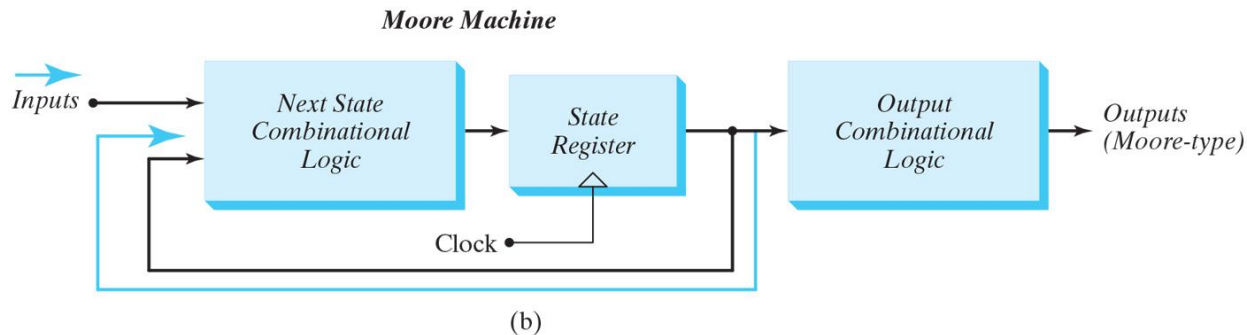 Moore Machine
Inputs
Next State
Combinational
Logic
State
Register
Output
Combinational
Logic
Outputs
(Moore-type)
Clock
(b)